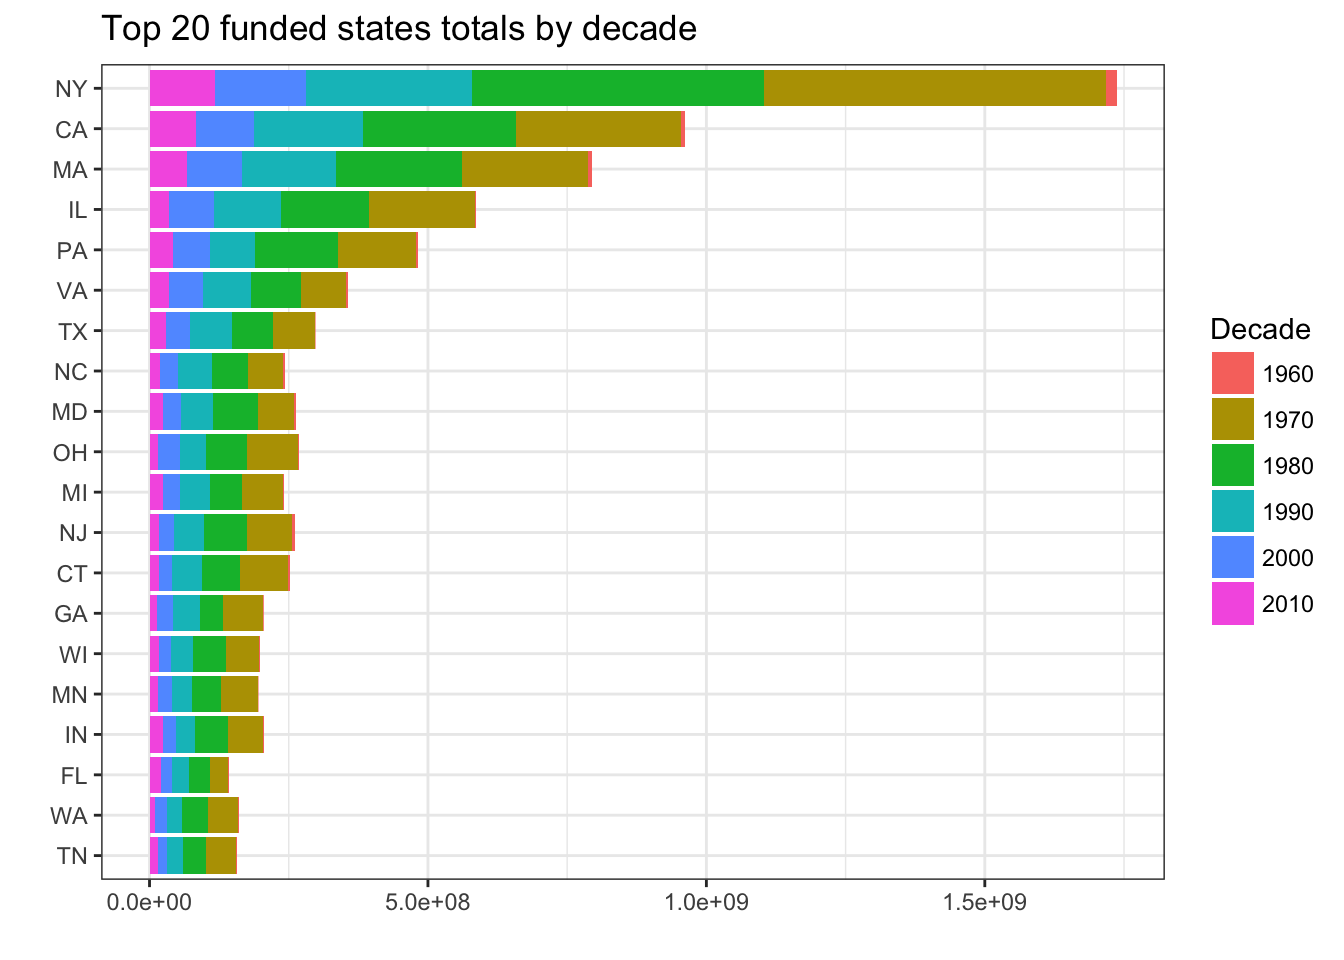 Top 20 funded states totals by decade
NY
CA
MA
IL
PA
VA
TX
NC
MD
OH
MI
NJ
CT
GA
WI
MN
IN
FL
WA
TN
0.0e+00
5.0e+08
1.0e+09
1.5e+09
Decade
1960
1970
1980
1990
2000
2010